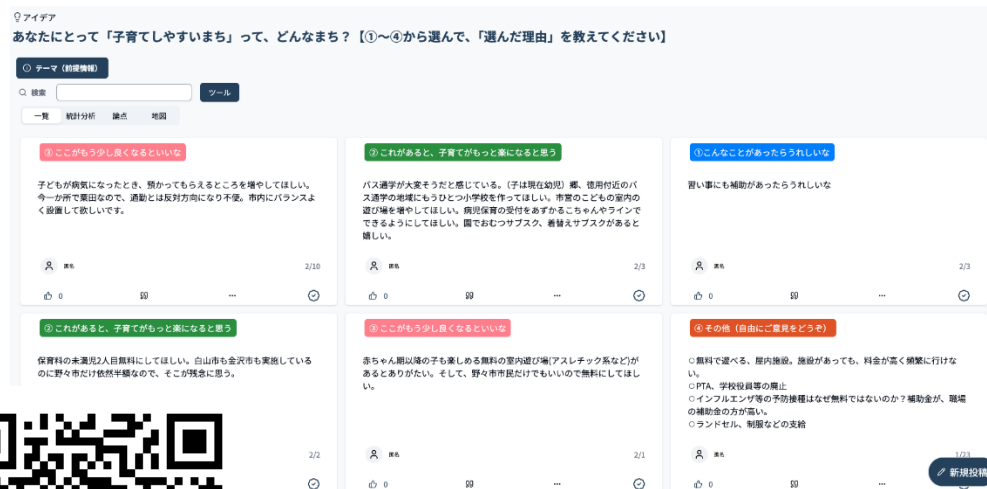 アイデア
あなたにとって「子育てしやすいまち」って、どんなまち？【①～④から選んで、「選んだ理由」を教えてください】
テーマ（前提情報）
検索
ツール
一覧 統計分析 論点 地図
③ ここがもう少し良くなるといいな
子どもが病気になったとき、預かってもらえるところを増やしてほしい。
今一か所で粟田なので、通勤とは反対方向になり不便。市内にバランスよ
く設置して欲しいです。
匿名
2/10
0
② これがあると、子育てがもっと楽になると思う
バス通学が大変そうだと感じている。（子は現在幼児）郷、徳用付近のバ
ス通学の地域にもうひとつ小学校を作ってほしい。市営のこどもの室内の
遊び場を増やしてほしい。病児保育の受付をあずかるこちゃんやラインで
できるようにしてほしい。園でおむつサブスク、着替えサブスクがあると
嬉しい。
匿名
2/3
0
①こんなことがあったらうれしいな
習い事にも補助があったらうれしいな
匿名
2/3
0
② これがあると、子育てがもっと楽になると思う
保育料の未満児2人目無料にしてほしい。白山市も金沢市も実施している
のに野々市だけ依然半額なので、そこが残念に思う。
2/2
③ ここがもう少し良くなるといいな
赤ちゃん期以降の子も楽しめる無料の室内遊び場(アスレチック系など)が
あるとありがたい。そして、野々市市民だけでもいいので無料にしてほし
い。
匿名
2/1
0
④ その他（自由にご意見をどうぞ）
○無料で遊べる、屋内施設。施設があっても、料金が高く頻繁に行けな
い。
○PTA、学校役員等の廃止
○インフルエンザ等の予防接種はなぜ無料ではないのか？補助金が、職場
の補助金の方が高い。
○ランドセル、制服などの支給
匿名
1/23
0
新規投稿